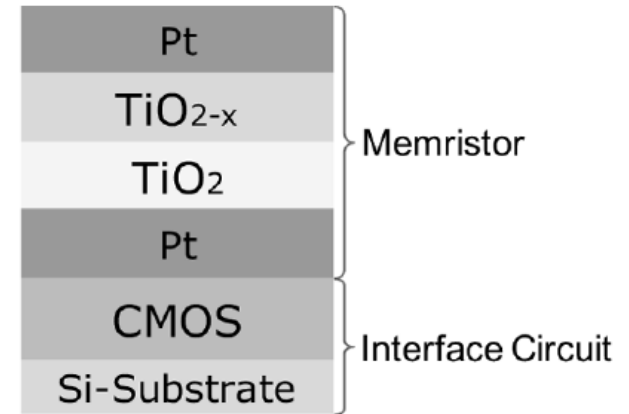 Pt
TiO2-x
Memristor
TiO2
Pt
CMOS
Interface Circuit
Si-Substrate